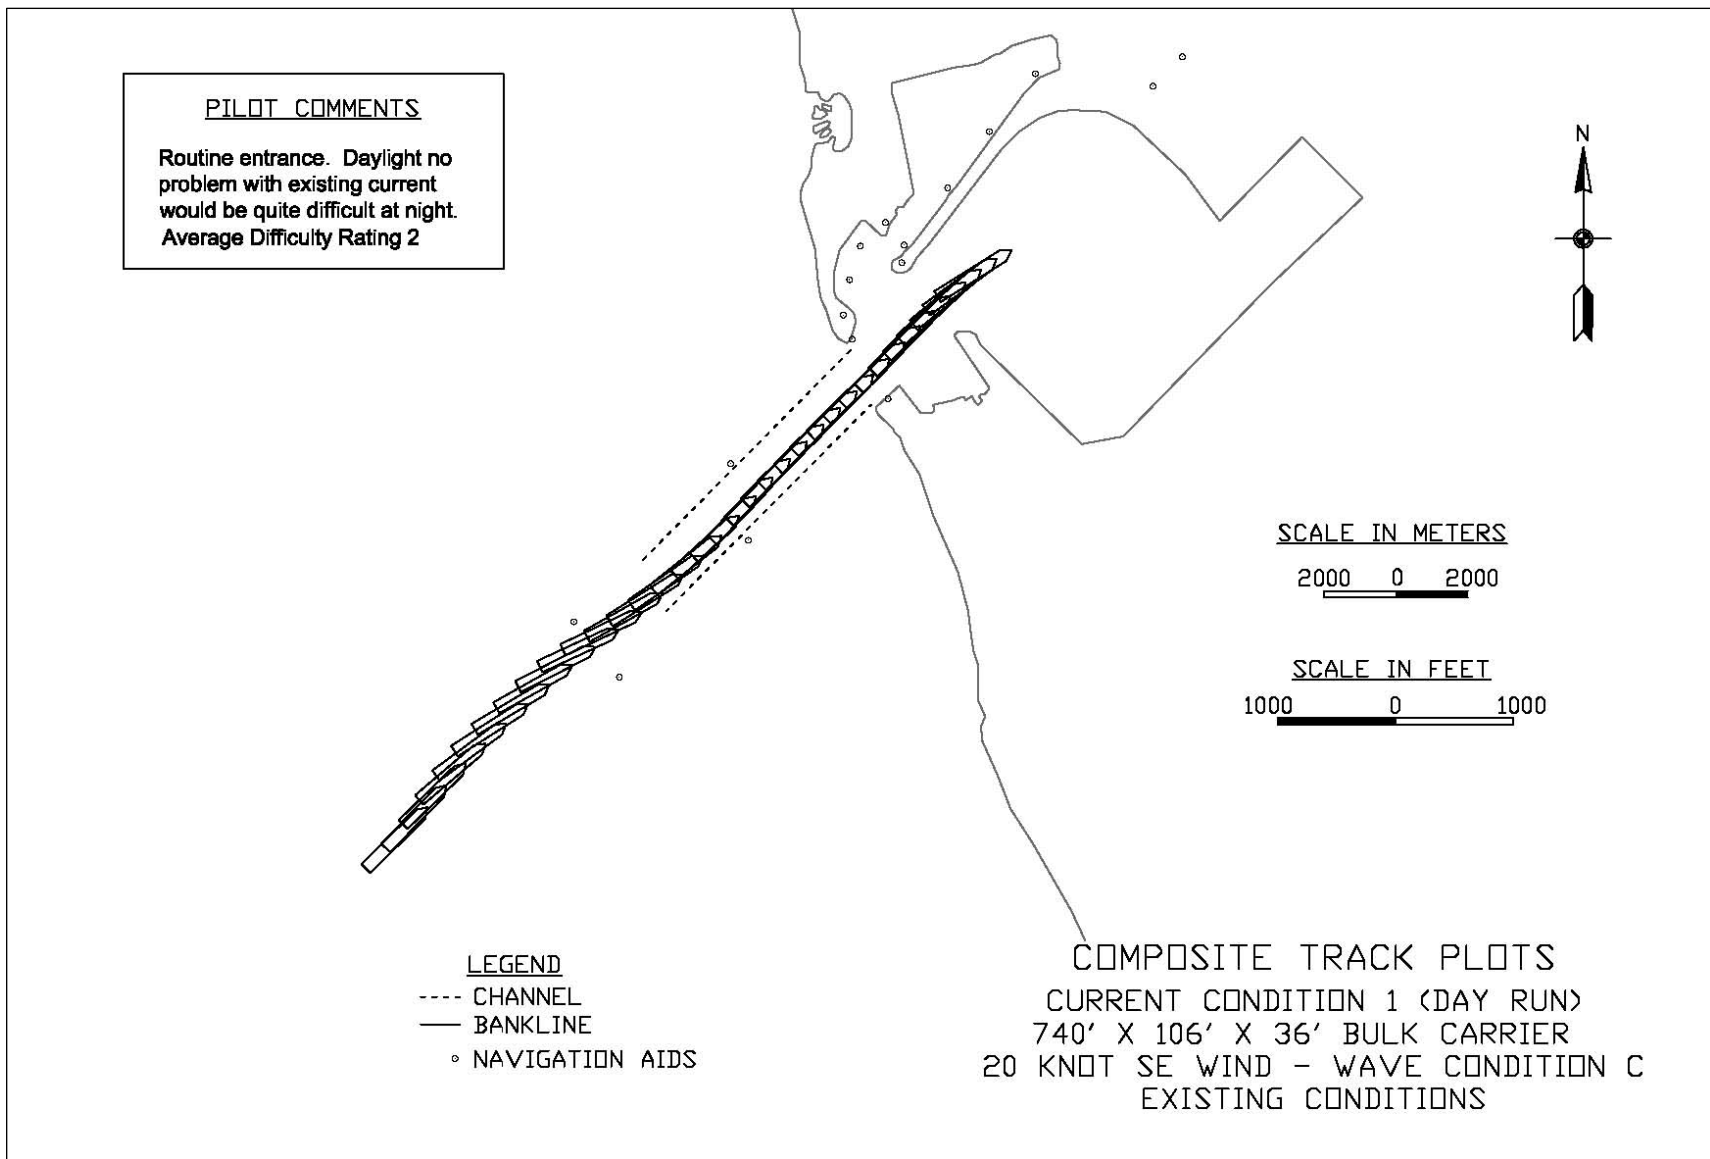 PILOT COMMENTS
Routine entrance. Daylight no
problem with existing current
would be quite difficult at night.
Average Difficulty Rating 2
N
SCALE IN METERS
2000 0 2000
SCALE IN FEET
1000 0 1000
LEGEND
CHANNEL
BANKLINE
NAVIGATION AIDS
COMPOSITE TRACK PLOTS
CURRENT CONDITION 1 (DAY RUN)
740' X 106' X 36' BULK CARRIER
20 KNOT SE WIND - WAVE CONDITION C
EXISTING CONDITIONS